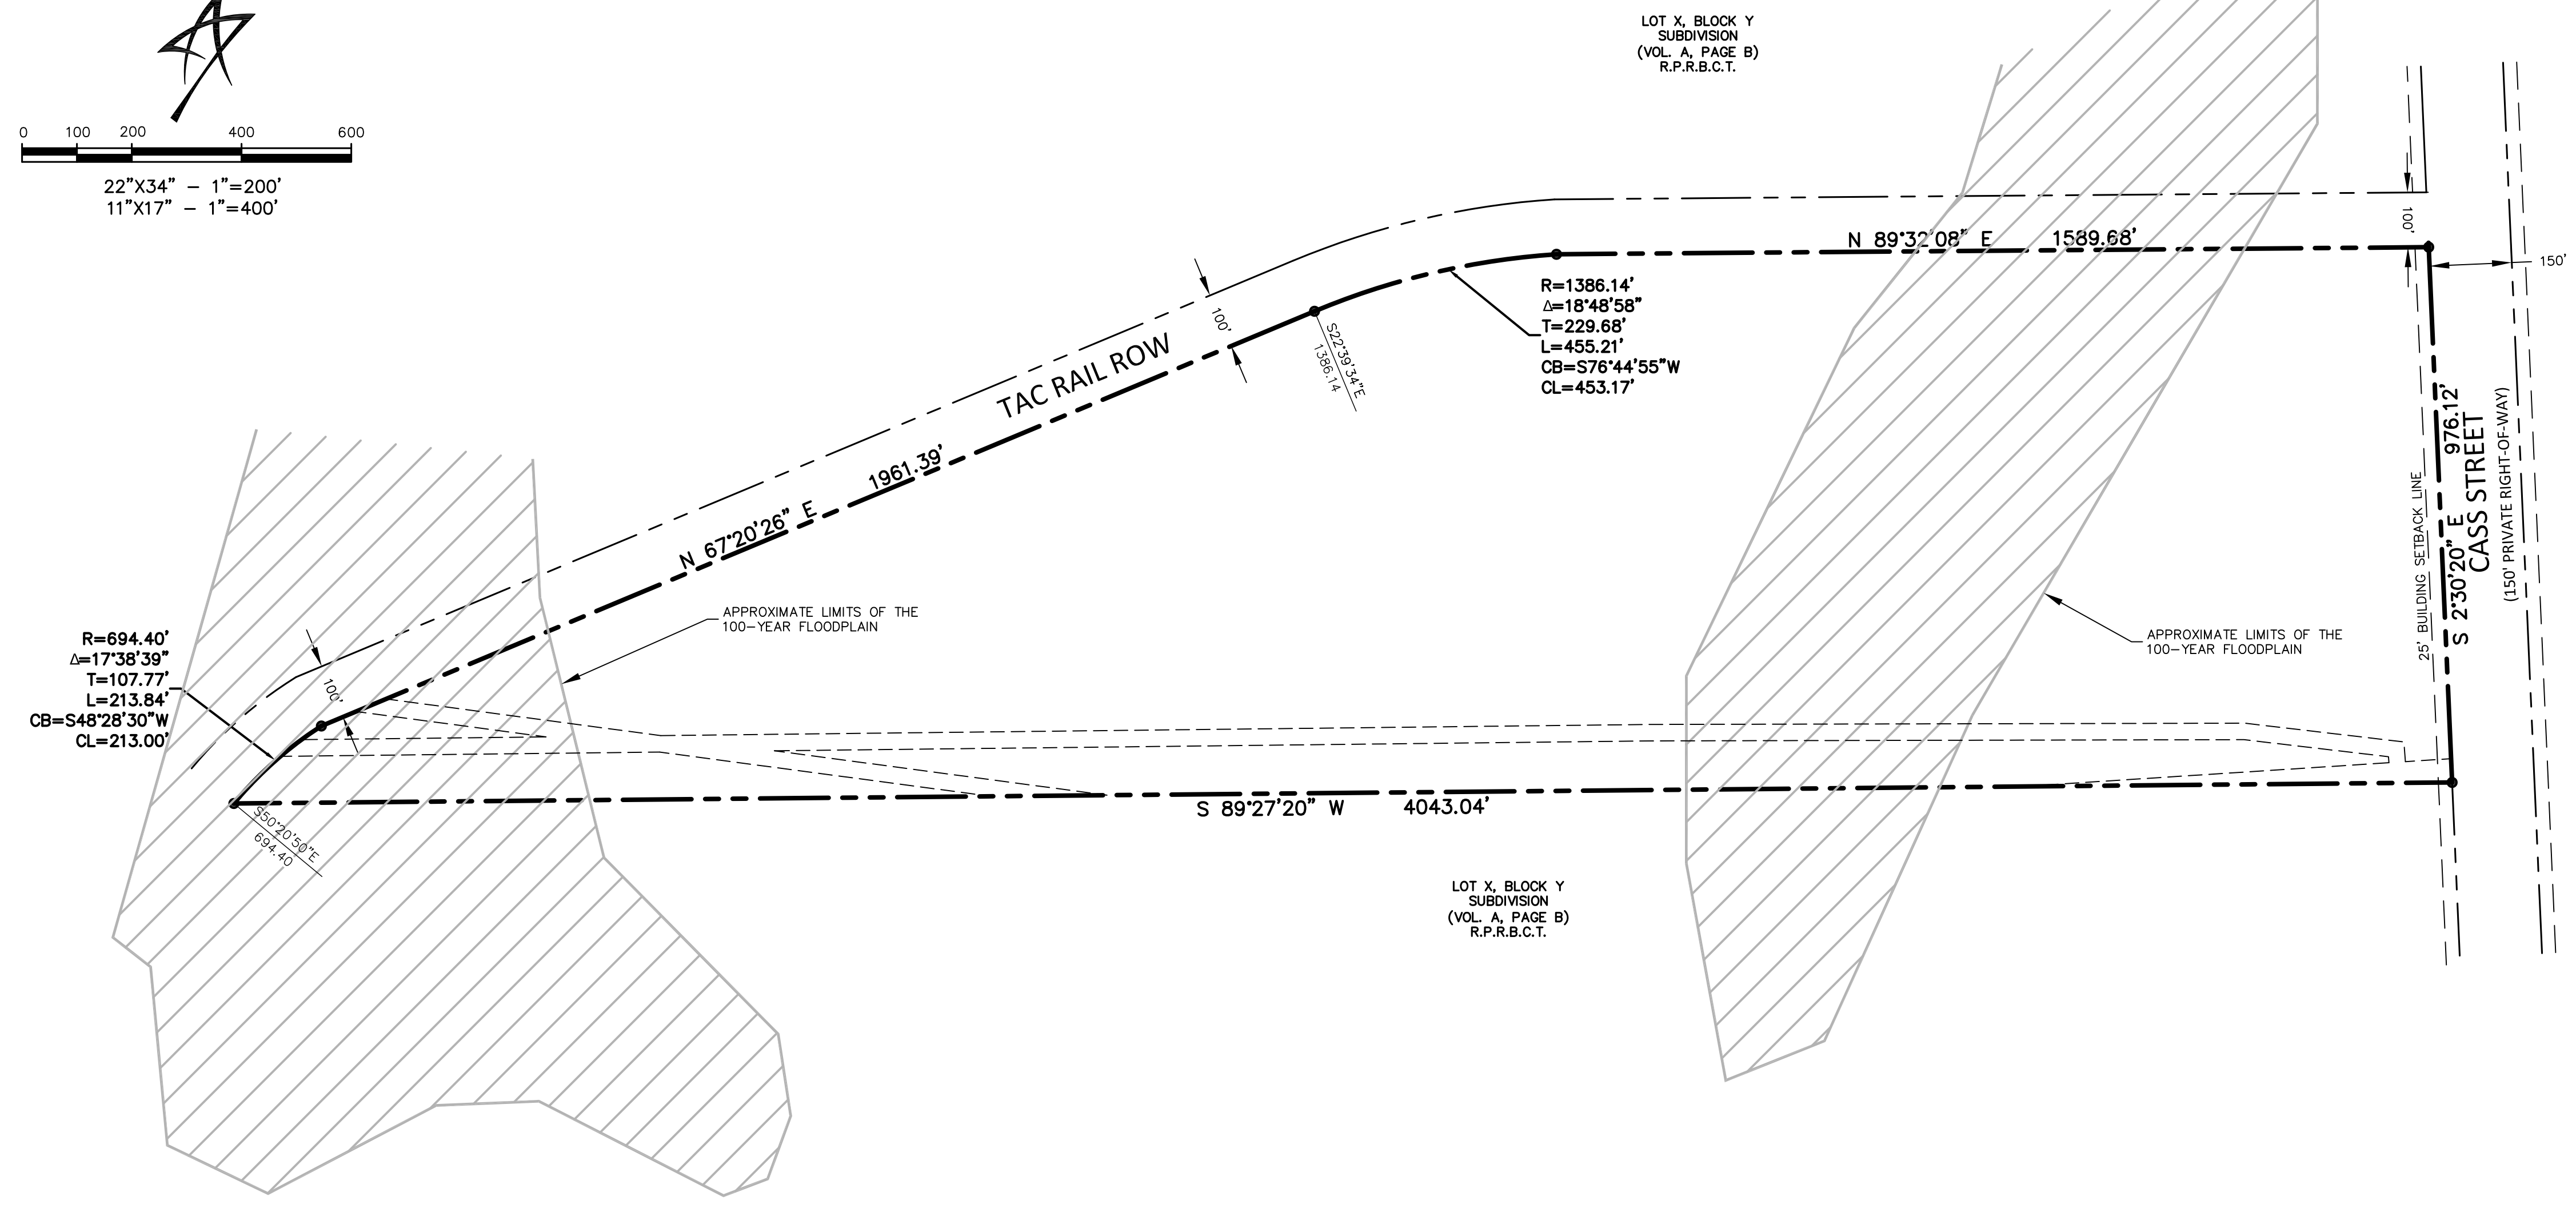 LOT X, BLOCK Y
SUBDIVISION
(VOL. A, PAGE B)
R.P.R.B.C.T.
0 100 200 400 600
22"X34" – 1"=200'
11"X17" – 1"=400'
100'
N 89°32'08" E 1589.68'
150'
R=1386.14'
Δ=18°48'58"
T=229.68'
L=455.21'
CB=S76°44'55"W
CL=453.17'
100'
S22°39'34"E
1386.14
TAC RAIL ROW
N 67°20'26" E 1961.39'
S 2°30'20" E 976.12'
CASS STREET
(150' PRIVATE RIGHT-OF-WAY)
25' BUILDING SETBACK LINE
APPROXIMATE LIMITS OF THE
100-YEAR FLOODPLAIN
APPROXIMATE LIMITS OF THE
100-YEAR FLOODPLAIN
R=694.40'
Δ=17°38'39"
T=107.77'
L=213.84'
CB=S48°28'30"W
CL=213.00'
100'
S50°20'50"E
694.40
S 89°27'20" W 4043.04'
LOT X, BLOCK Y
SUBDIVISION
(VOL. A, PAGE B)
R.P.R.B.C.T.